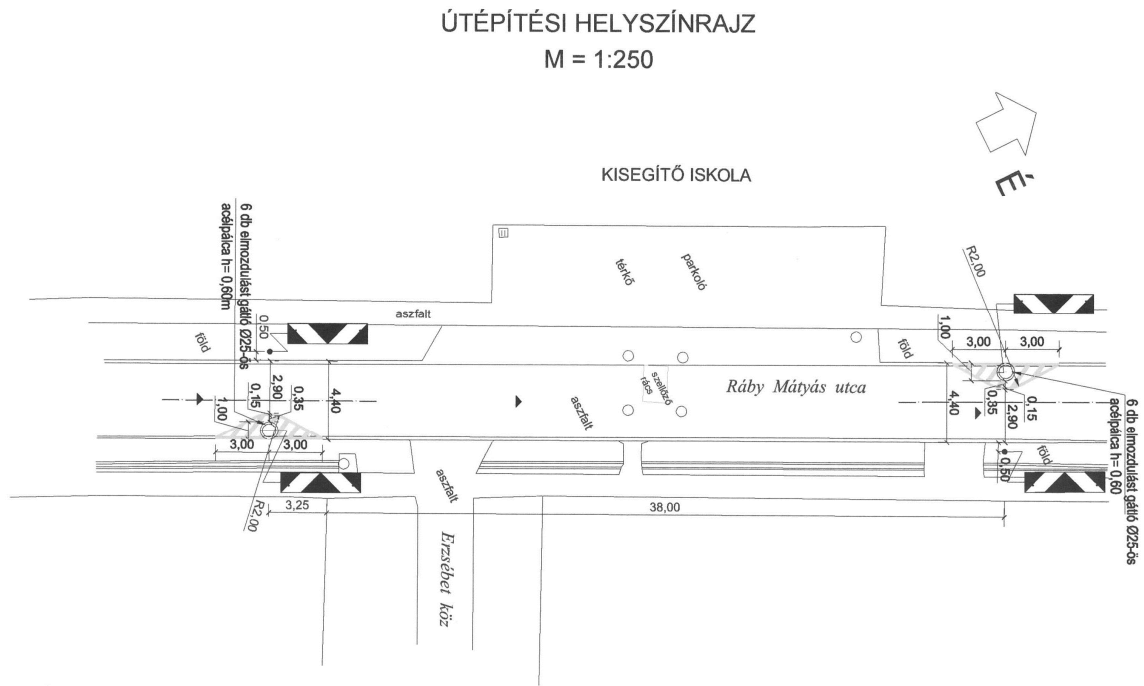 ÚTÉPÍTÉSI HELYSZÍNRAJZ
M = 1:250
É
KISEGÍTŐ ISKOLA
6 db elmozdulást gátló Ø25-ös
acélpálca h= 0,60m
térkő
parkoló
R2,00
aszfalt
0,50
föld
föld
1,00
3,00
3,00
szellőző
rács
Ráby Mátyás utca
2,90
4,40
0,15
0,35
1,00
aszfalt
4,40
0,35
0,15
2,90
6 db elmozdulást gátló Ø25-ös
acélpálca h= 0,60
3,00
3,00
föld
0,50
aszfalt
R2,00
3,25
38,00
Erzsébet köz